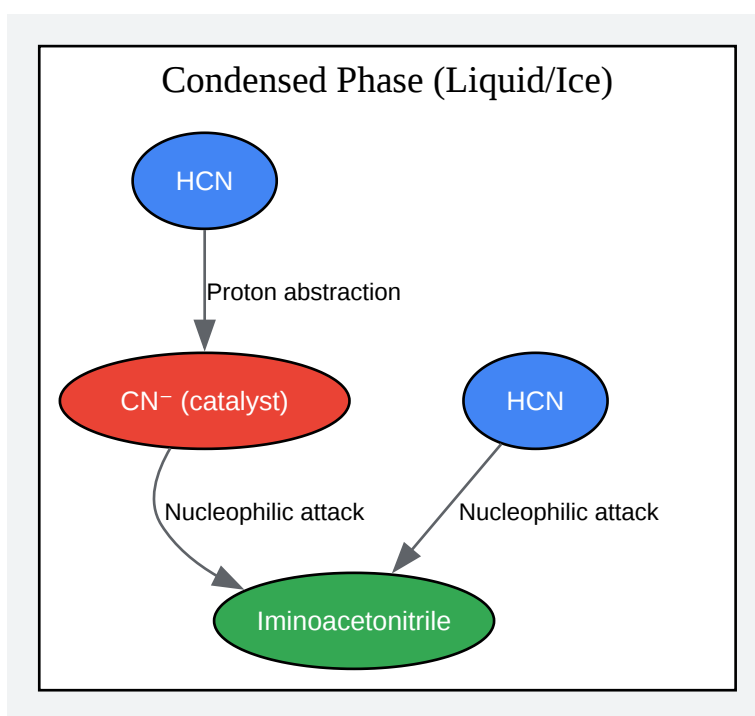 Condensed Phase (Liquid/Ice)
HCN
Proton abstraction
CN⁻ (catalyst)
HCN
Nucleophilic attack
Nucleophilic attack
Iminoacetonitrile